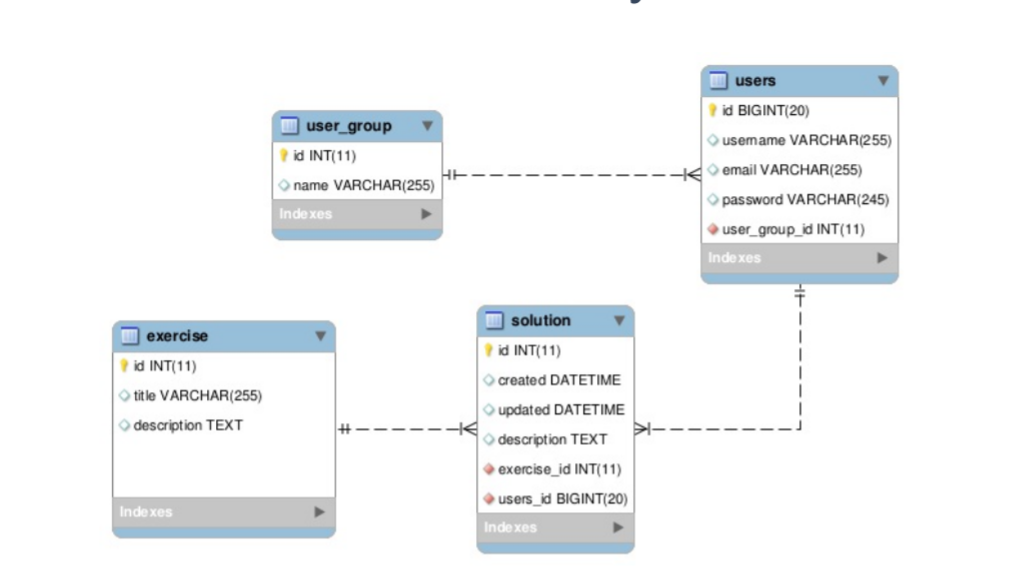 user_group
id INT(11)
name VARCHAR(255)
Indexes
users
id BIGINT(20)
username VARCHAR(255)
email VARCHAR(255)
password VARCHAR(245)
user_group_id INT(11)
Indexes
exercise
id INT(11)
title VARCHAR(255)
description TEXT
Indexes
solution
id INT(11)
created DATETIME
updated DATETIME
description TEXT
exercise_id INT(11)
users_id BIGINT(20)
Indexes